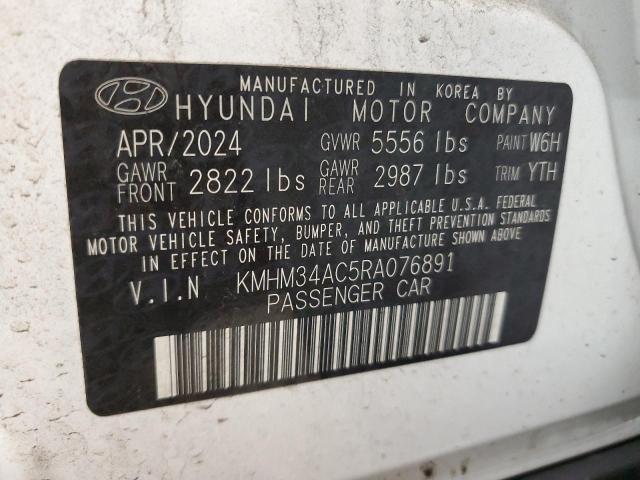 MANUFACTURED IN KOREA BY
HYUNDAI MOTOR COMPANY
APR/2024 GVWR 5556 lbs PAINT W6H
GAWR FRONT 2822 lbs GAWR REAR 2987 lbs TRIM YTH
THIS VEHICLE CONFORMS TO ALL APPLICABLE U.S.A. FEDERAL
MOTOR VEHICLE SAFETY, BUMPER, AND THEFT PREVENTION STANDARDS
IN EFFECT ON THE DATE OF MANUFACTURE SHOWN ABOVE
V.I.N KMHM34AC5RA076891
PASSENGER CAR